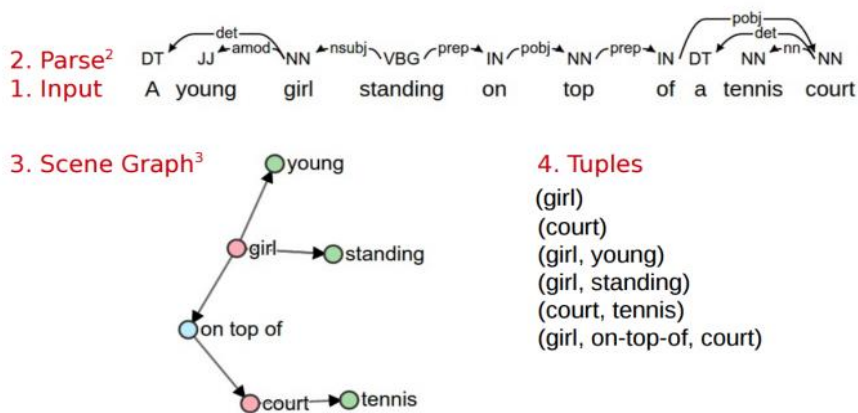 det pobj det
amod nsubj prep pobj prep nn
2. Parse2 DT JJ NN VBG IN NN IN DT NN NN
1. Input A young girl standing on top of a tennis court
3. Scene Graph3
young
girl
standing
on top of
court
tennis
4. Tuples
(girl)
(court)
(girl, young)
(girl, standing)
(court, tennis)
(girl, on-top-of, court)